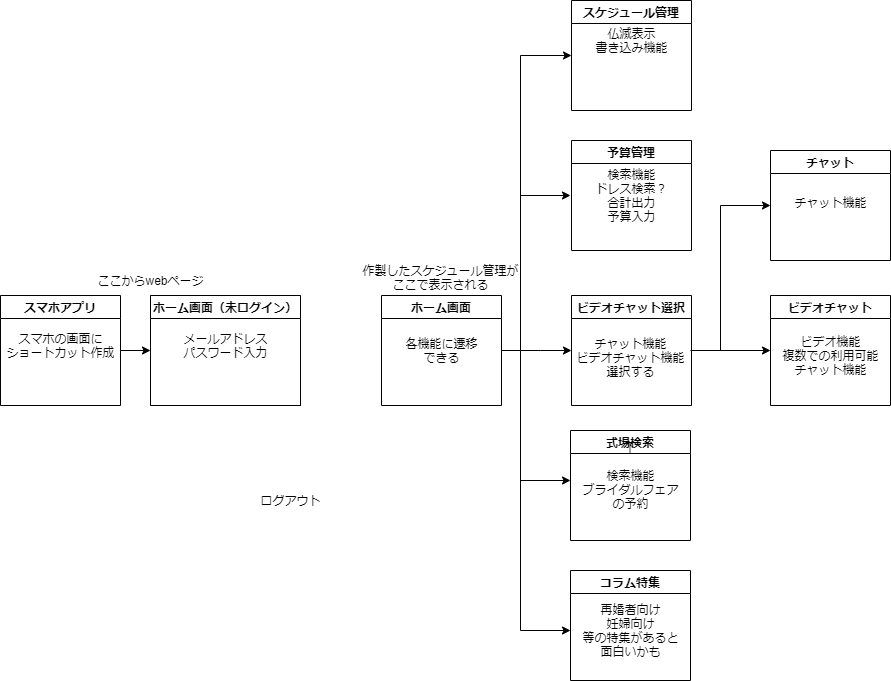 スケジュール管理
仏滅表示
書き込み機能
予算管理
検索機能
ドレス検索？
合計出力
予算入力
チャット
チャット機能
ここからwebページ
作製したスケジュール管理が
ここで表示される
スマホアプリ
スマホの画面に
ショートカット作成
ホーム画面（未ログイン）
メールアドレス
パスワード入力
ホーム画面
各機能に遷移
できる
ビデオチャット選択
チャット機能
ビデオチャット機能
選択する
ビデオチャット
ビデオ機能
複数での利用可能
チャット機能
式場検索
検索機能
ブライダルフェア
の予約
ログアウト
コラム特集
再婚者向け
妊婦向け
等の特集があると
面白いかも